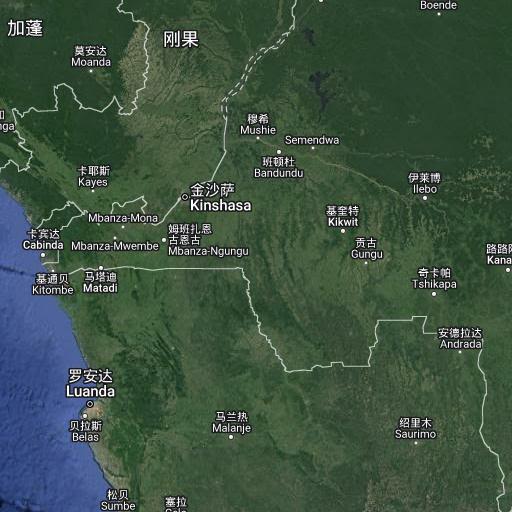 Boende
加蓬
刚果
莫安达
Moanda
穆希
Mushie
Semendwa
班顿杜
Bandundu
卡耶斯
Kayes
伊莱博
Ilebo
金沙萨
Kinshasa
基奎特
Kikwit
Mbanza-Mona
卡宾达
Cabinda
Mbanza-Mwembe
姆班扎恩
古恩古
Mbanza-Ngungu
贡古
Gungu
路路
Kana
基通贝
Kitombe
马塔迪
Matadi
奇卡帕
Tshikapa
安德拉达
Andrada
罗安达
Luanda
贝拉斯
Belas
马兰热
Malanje
绍里木
Saurimo
松贝
Sumbe
塞拉